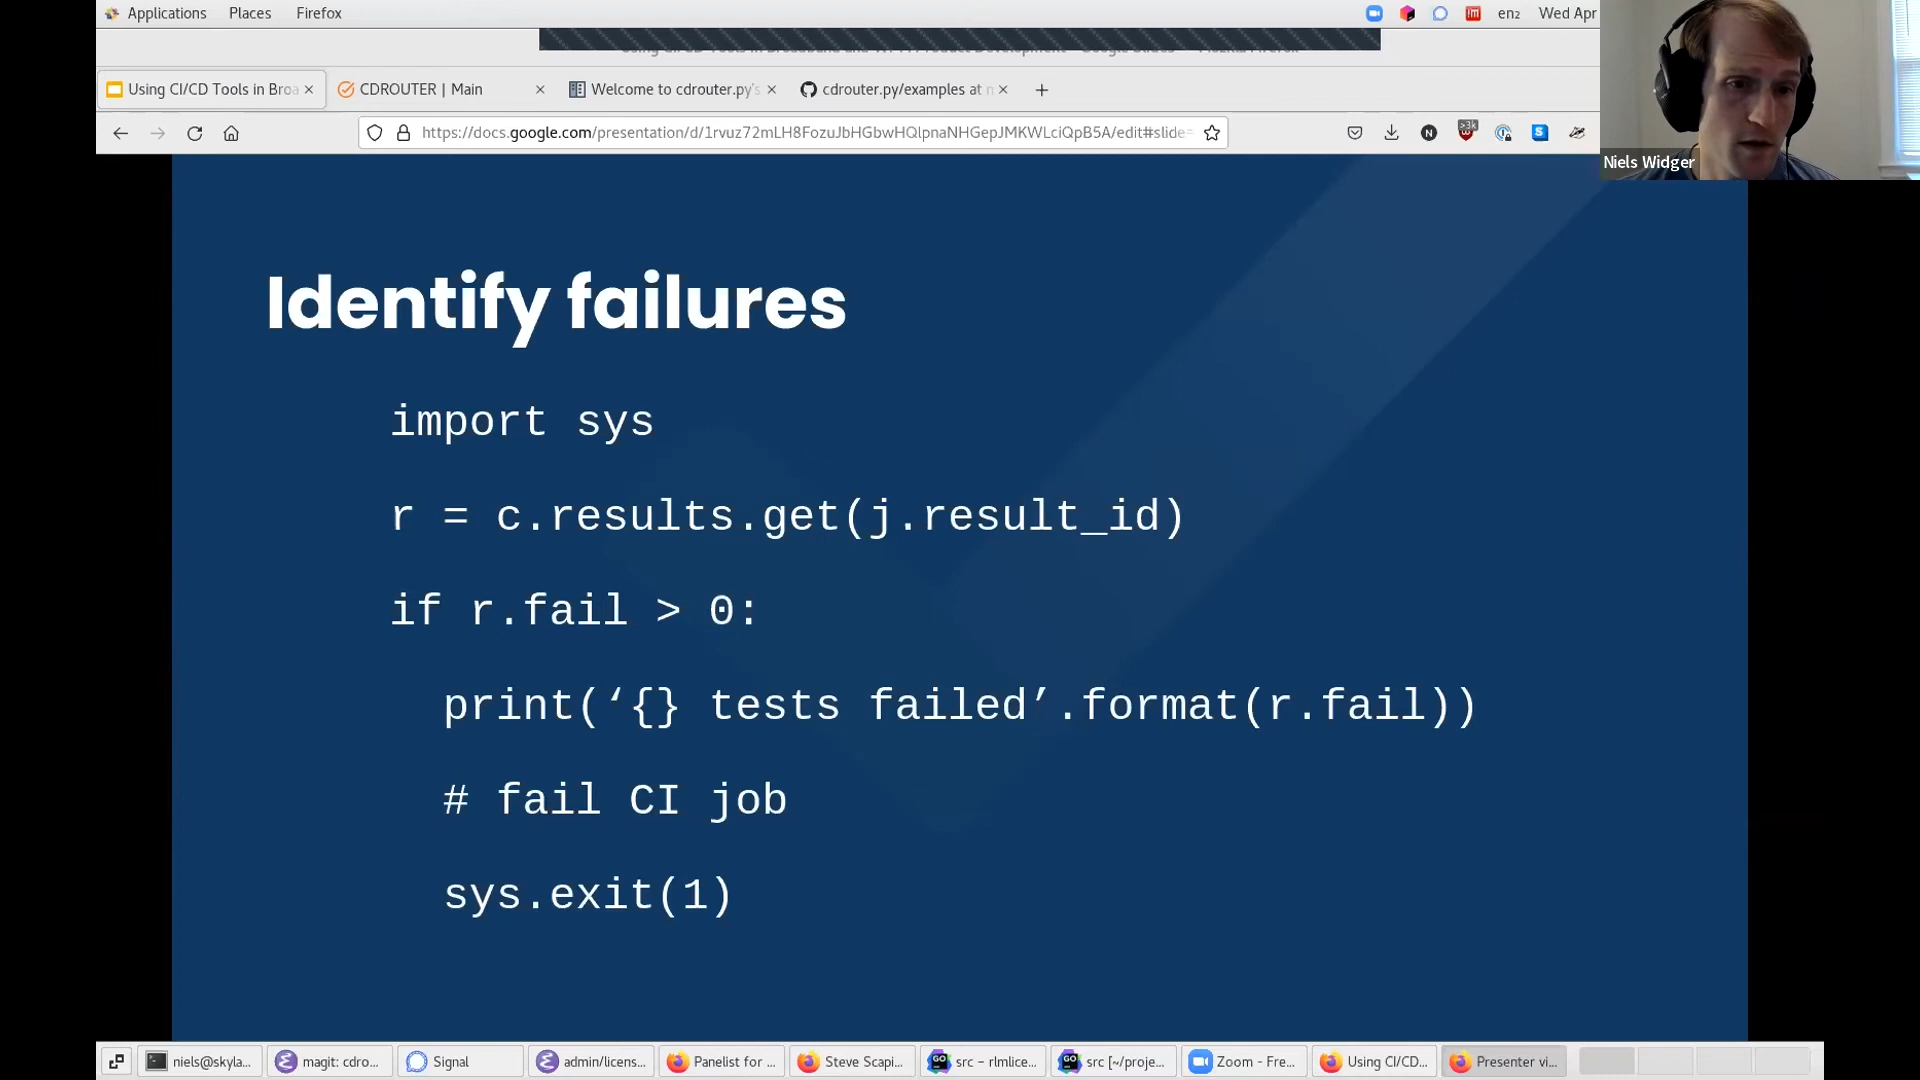 Applications Places Firefox en₂ Wed Apr
Using CI/CD Tools in Broa CDROUTER | Main Welcome to cdrouter.py's cdrouter.py/examples at m
https://docs.google.com/presentation/d/1rvuz72mLH8FozuJbHGbwHQlpnaNHGepJMKWLciQpB5A/edit#slide= N >3k S
Niels Widger
Identify failures
import sys
r = c.results.get(j.result_id)
if r.fail > 0:
print(‘{} tests failed’.format(r.fail))
# fail CI job
sys.exit(1)
niels@skyla... magit: cdro... Signal admin/licens... Panelist for ... Steve Scapi... GO src – rlmlice... GO src [~/proje... Zoom - Fre... Using CI/CD... Presenter vi...